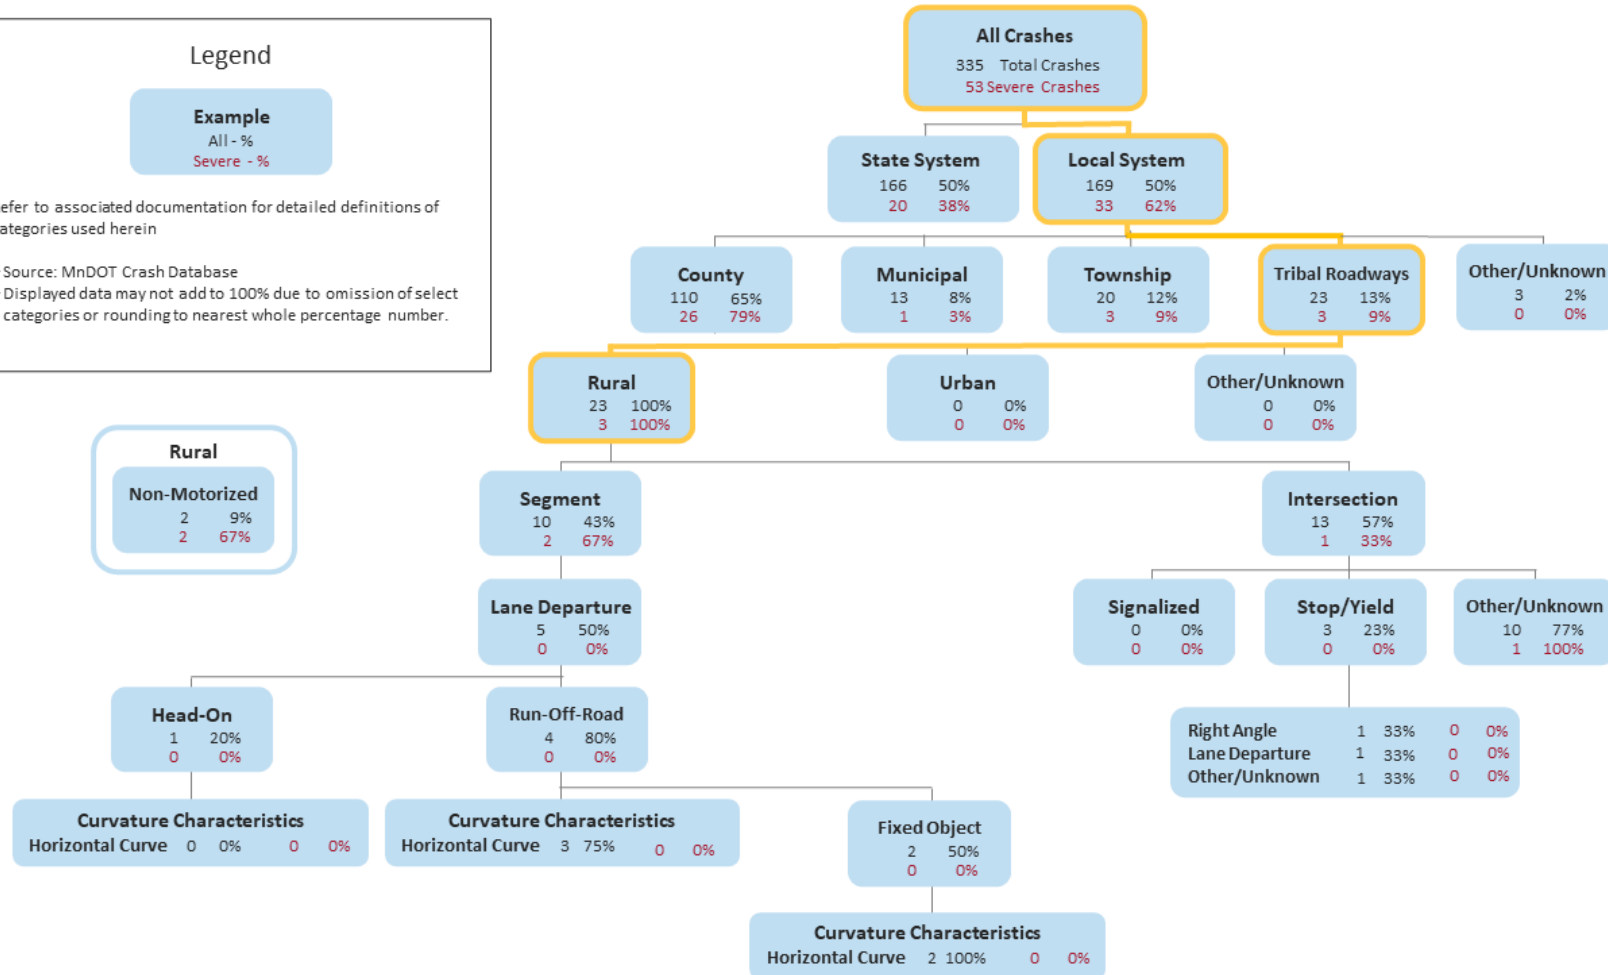 Legend
Example
All - %
Severe - %
efer to associated documentation for detailed definitions of
ategories used herein
Source: MnDOT Crash Database
Displayed data may not add to 100% due to omission of select
categories or rounding to nearest whole percentage number.
All Crashes
335 Total Crashes
53 Severe Crashes
State System
166 50%
20 38%
Local System
169 50%
33 62%
County
110 65%
26 79%
Municipal
13 8%
1 3%
Township
20 12%
3 9%
Tribal Roadways
23 13%
3 9%
Other/Unknown
3 2%
0 0%
Rural
23 100%
3 100%
Urban
0 0%
0 0%
Other/Unknown
0 0%
0 0%
Rural
Non-Motorized
2 9%
2 67%
Segment
10 43%
2 67%
Intersection
13 57%
1 33%
Lane Departure
5 50%
0 0%
Signalized
0 0%
0 0%
Stop/Yield
3 23%
0 0%
Other/Unknown
10 77%
1 100%
Head-On
1 20%
0 0%
Run-Off-Road
4 80%
0 0%
Right Angle 1 33% 0 0%
Lane Departure 1 33% 0 0%
Other/Unknown 1 33% 0 0%
Curvature Characteristics
Horizontal Curve 0 0% 0 0%
Curvature Characteristics
Horizontal Curve 3 75% 0 0%
Fixed Object
2 50%
0 0%
Curvature Characteristics
Horizontal Curve 2 100% 0 0%